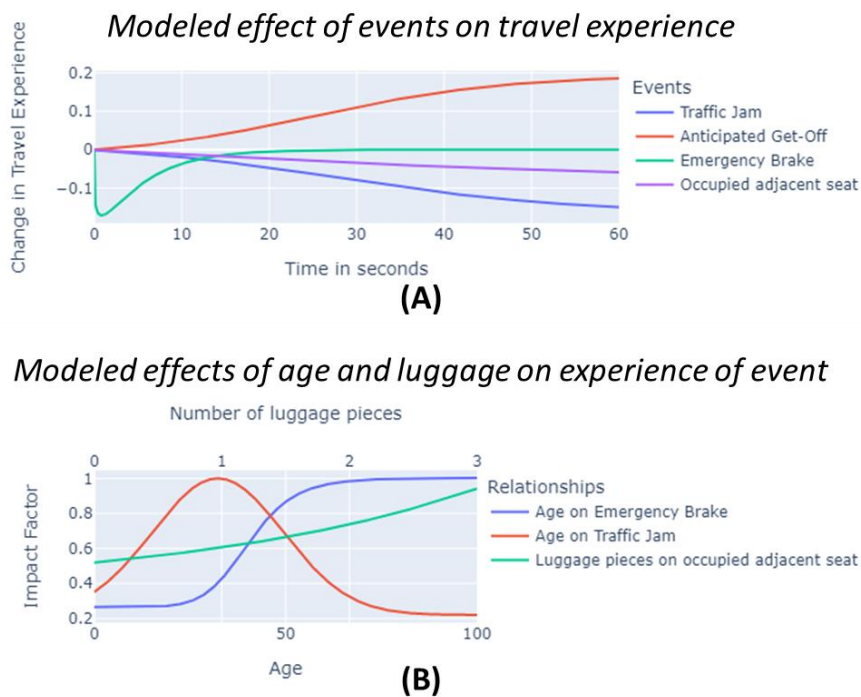 Modeled effect of events on travel experience
Change in Travel Experience
0.2
0.1
0
−0.1
0 10 20 30 40 50 60
Time in seconds
Events
Traffic Jam
Anticipated Get-Off
Emergency Brake
Occupied adjacent seat
(A)
Modeled effects of age and luggage on experience of event
Number of luggage pieces
0 1 2 3
Impact Factor
1
0.8
0.6
0.4
0.2
0 50 100
Age
Relationships
Age on Emergency Brake
Age on Traffic Jam
Luggage pieces on occupied adjacent seat
(B)